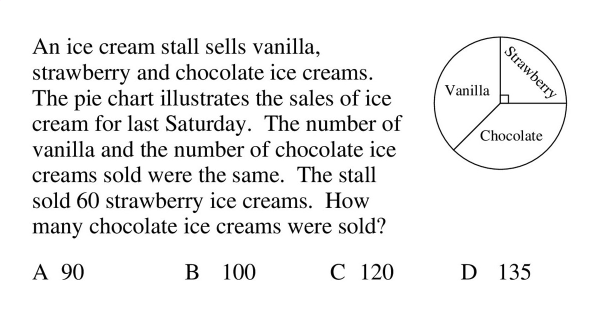 An ice cream stall sells vanilla,
strawberry and chocolate ice creams.
The pie chart illustrates the sales of ice
cream for last Saturday. The number of
vanilla and the number of chocolate ice
creams sold were the same. The stall
sold 60 strawberry ice creams. How
many chocolate ice creams were sold?
Strawberry
Vanilla
Chocolate
A 90 B 100 C 120 D 135